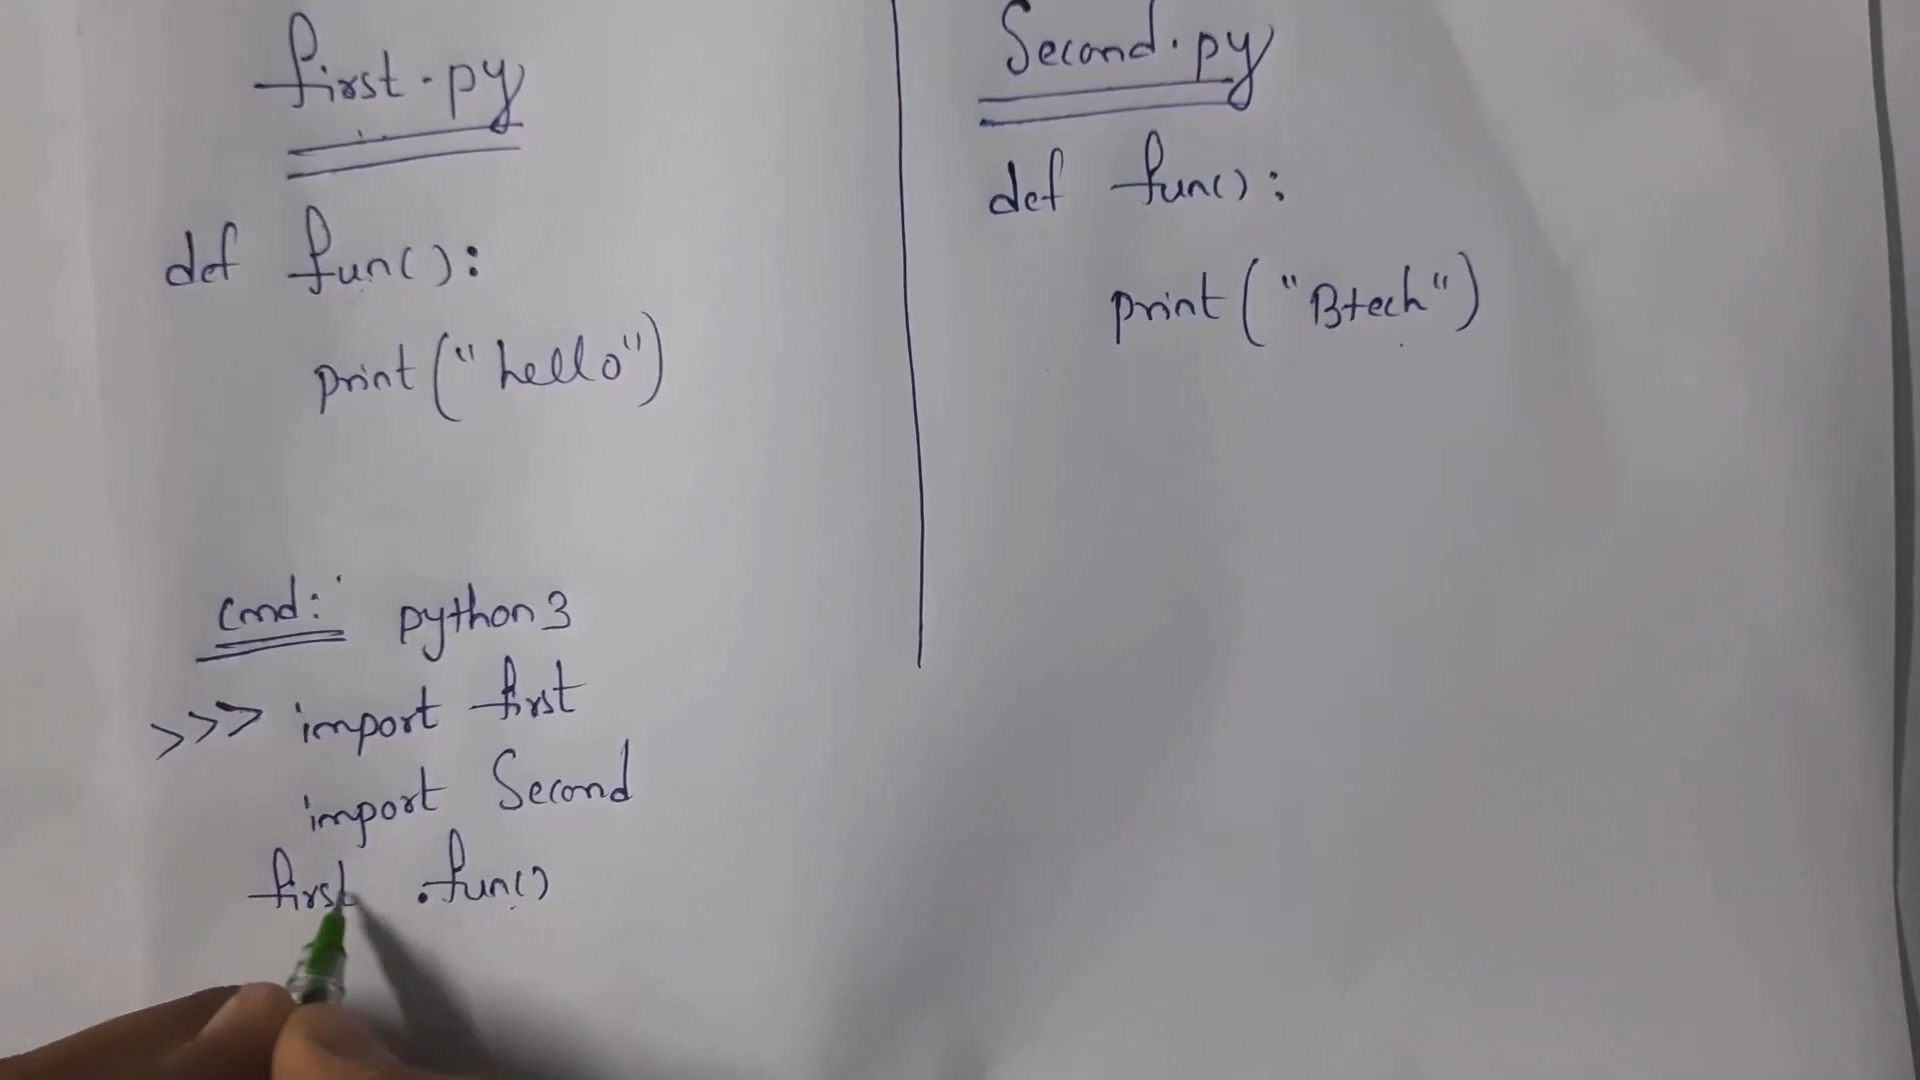 first.py
def fun():
print("hello")
Second.py
def fun():
print("Btech")
cmd: python3
>>> import first
import Second
first .fun()